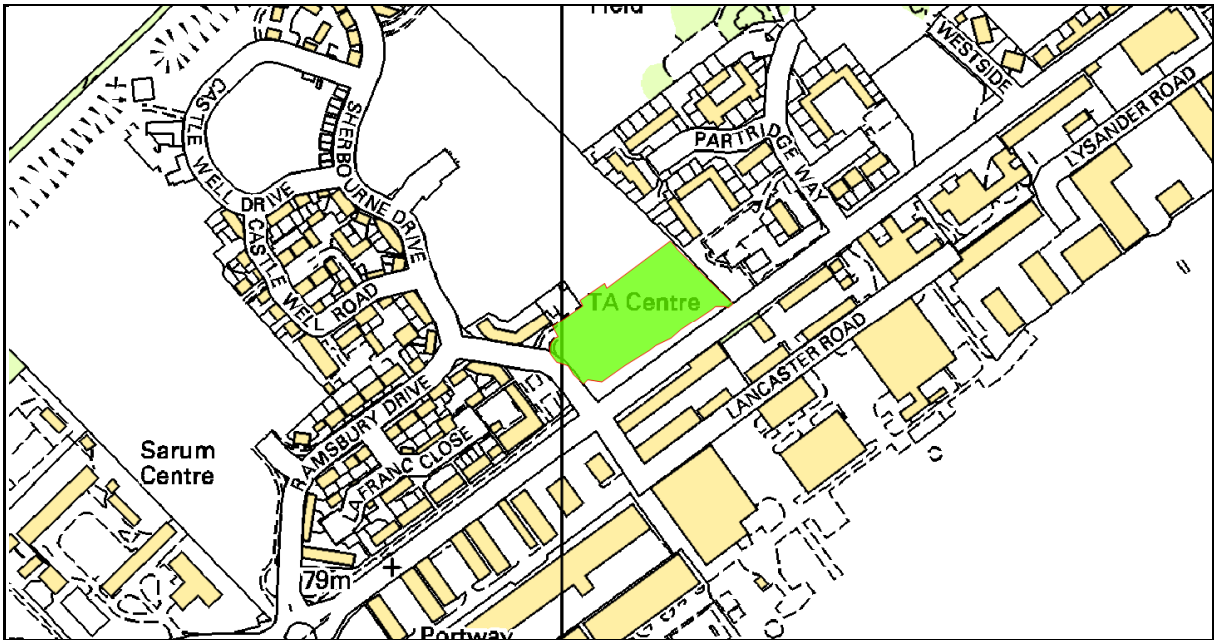 Field
WESTSIDE
LYSANDER ROAD
CASTLE WELL DRIVE
SHERBOURNE DRIVE
PARTRIDGE WAY
CASTLE WELL ROAD
TA Centre
LANCASTER ROAD
RAMSBURY DRIVE
LAFRANC CLOSE
Sarum
Centre
79m
Portway